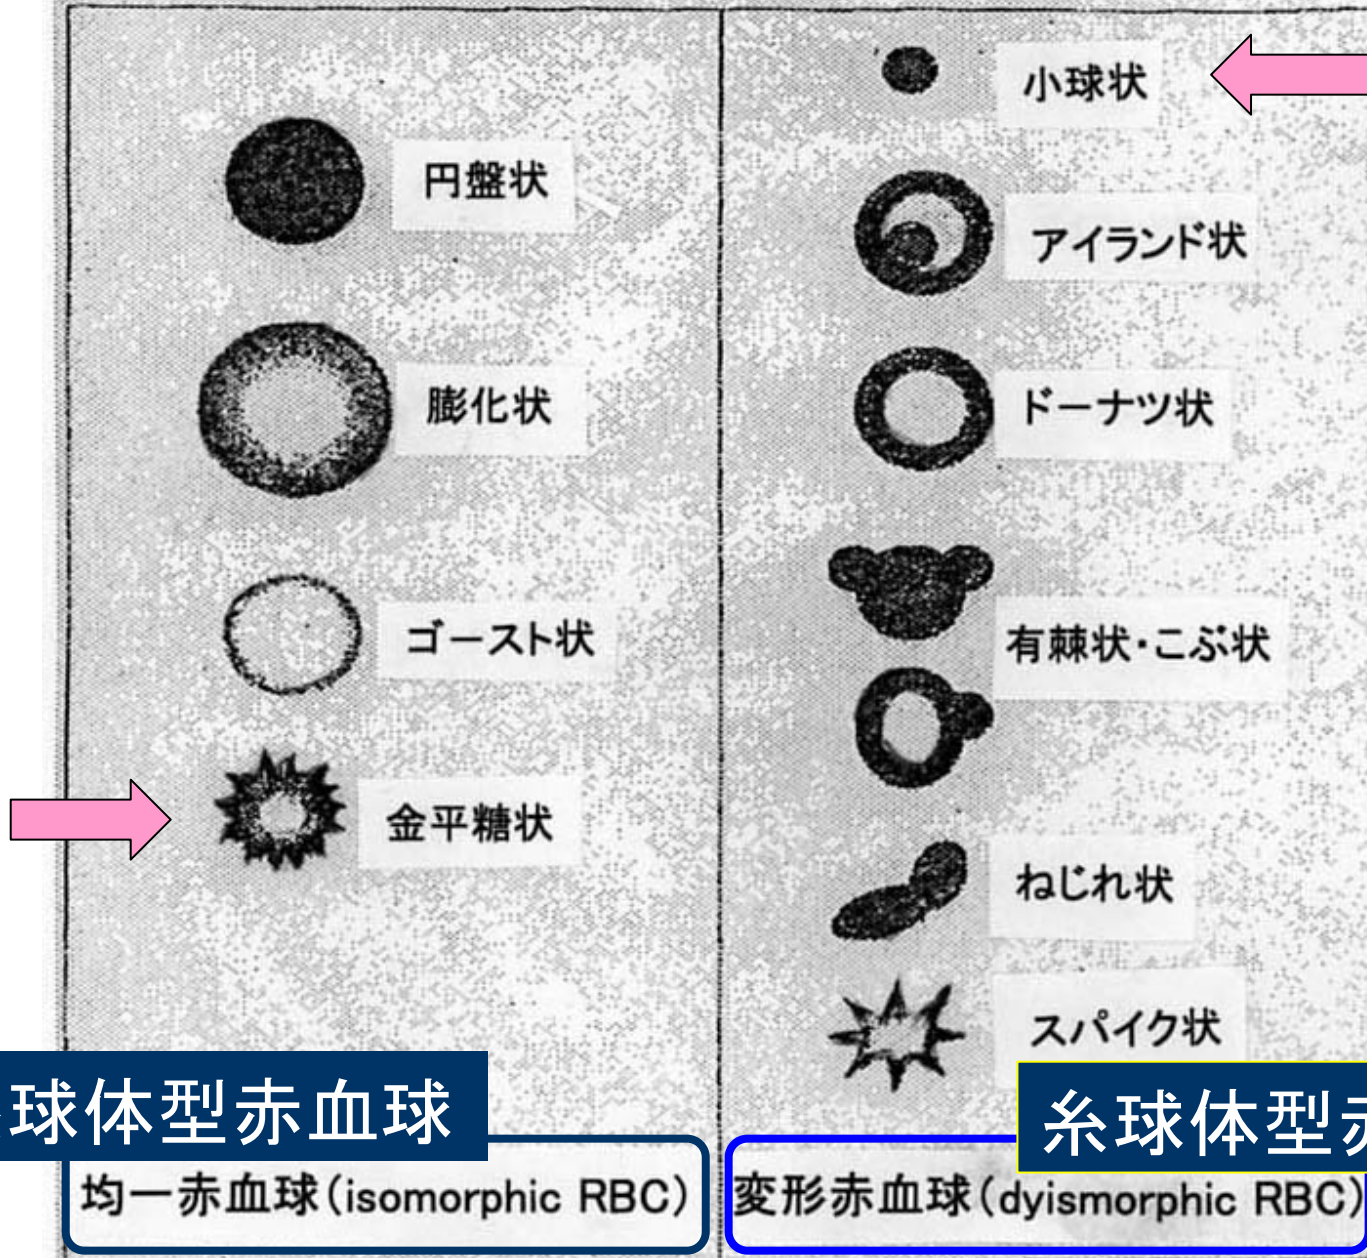 円盤状
膨化状
ゴースト状
金平糖状
球体型赤血球
均一赤血球(isomorphic RBC)
小球状
アイランド状
ドーナツ状
有棘状・こぶ状
ねじれ状
スパイク状
糸球体型赤
変形赤血球(dyismorphic RBC)